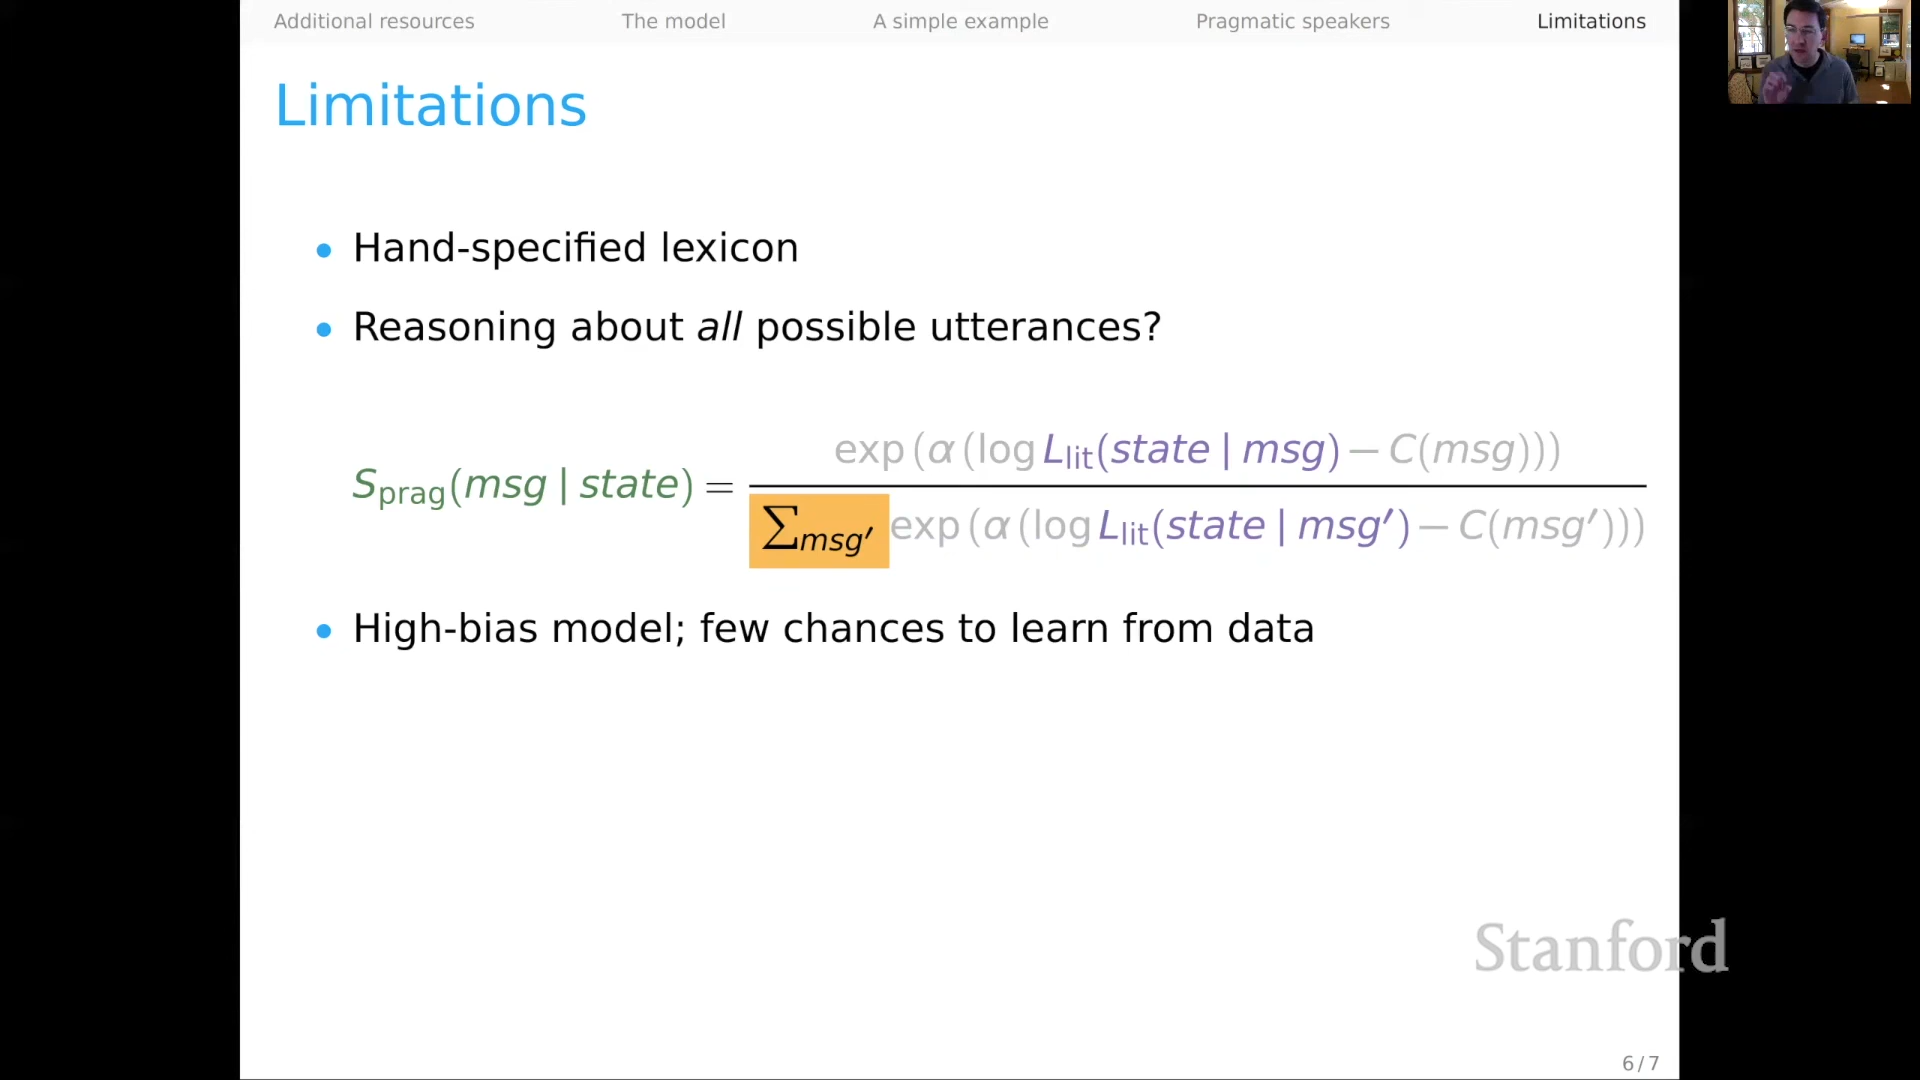 Additional resources The model A simple example Pragmatic speakers Limitations
Limitations
• Hand-specified lexicon
• Reasoning about all possible utterances?
S_prag(msg | state) = exp(α(log L_lit(state | msg) − C(msg))) / ∑_msg′ exp(α(log L_lit(state | msg′) − C(msg′)))
• High-bias model; few chances to learn from data
Stanford
6/7